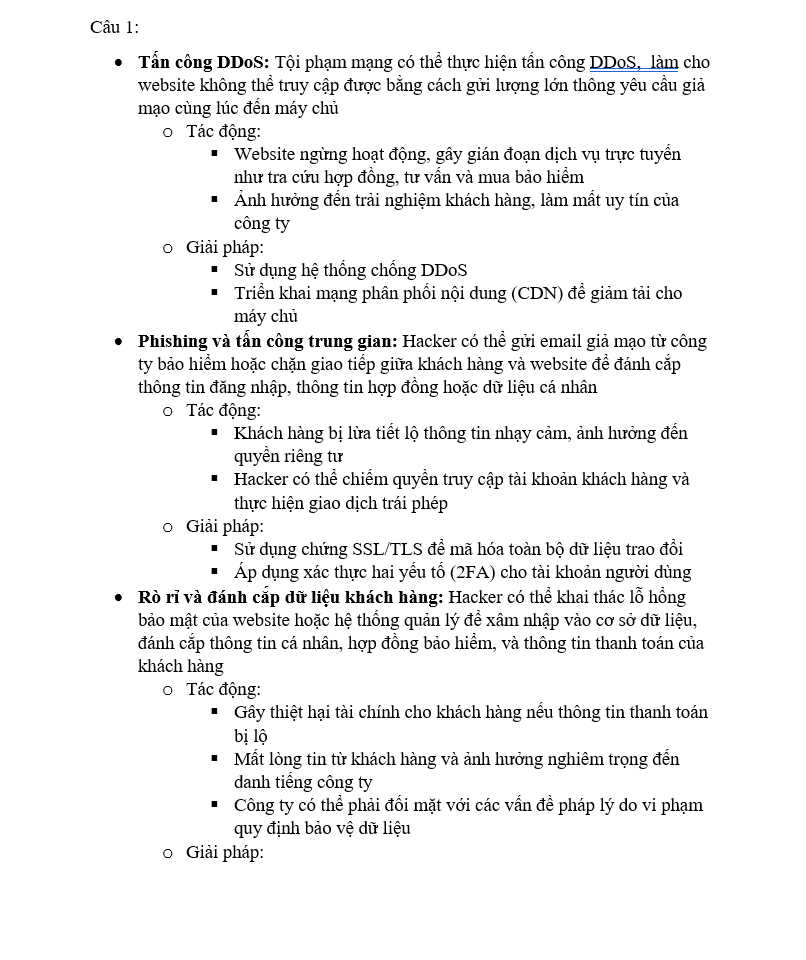 Câu 1:
• Tấn công DDoS: Tội phạm mạng có thể thực hiện tấn công DDoS,  làm cho
website không thể truy cập được bằng cách gửi lượng lớn thông yêu cầu giả
mạo cùng lúc đến máy chủ
o Tác động:
▪ Website ngừng hoạt động, gây gián đoạn dịch vụ trực tuyến
như tra cứu hợp đồng, tư vấn và mua bảo hiểm
▪ Ảnh hưởng đến trải nghiệm khách hàng, làm mất uy tín của
công ty
o Giải pháp:
▪ Sử dụng hệ thống chống DDoS
▪ Triển khai mạng phân phối nội dung (CDN) để giảm tải cho
máy chủ
• Phishing và tấn công trung gian: Hacker có thể gửi email giả mạo từ công
ty bảo hiểm hoặc chặn giao tiếp giữa khách hàng và website để đánh cắp
thông tin đăng nhập, thông tin hợp đồng hoặc dữ liệu cá nhân
o Tác động:
▪ Khách hàng bị lừa tiết lộ thông tin nhạy cảm, ảnh hưởng đến
quyền riêng tư
▪ Hacker có thể chiếm quyền truy cập tài khoản khách hàng và
thực hiện giao dịch trái phép
o Giải pháp:
▪ Sử dụng chứng SSL/TLS để mã hóa toàn bộ dữ liệu trao đổi
▪ Áp dụng xác thực hai yếu tố (2FA) cho tài khoản người dùng
• Rò rỉ và đánh cắp dữ liệu khách hàng: Hacker có thể khai thác lỗ hổng
bảo mật của website hoặc hệ thống quản lý để xâm nhập vào cơ sở dữ liệu,
đánh cắp thông tin cá nhân, hợp đồng bảo hiểm, và thông tin thanh toán của
khách hàng
o Tác động:
▪ Gây thiệt hại tài chính cho khách hàng nếu thông tin thanh toán
bị lộ
▪ Mất lòng tin từ khách hàng và ảnh hưởng nghiêm trọng đến
danh tiếng công ty
▪ Công ty có thể phải đối mặt với các vấn đề pháp lý do vi phạm
quy định bảo vệ dữ liệu
o Giải pháp: